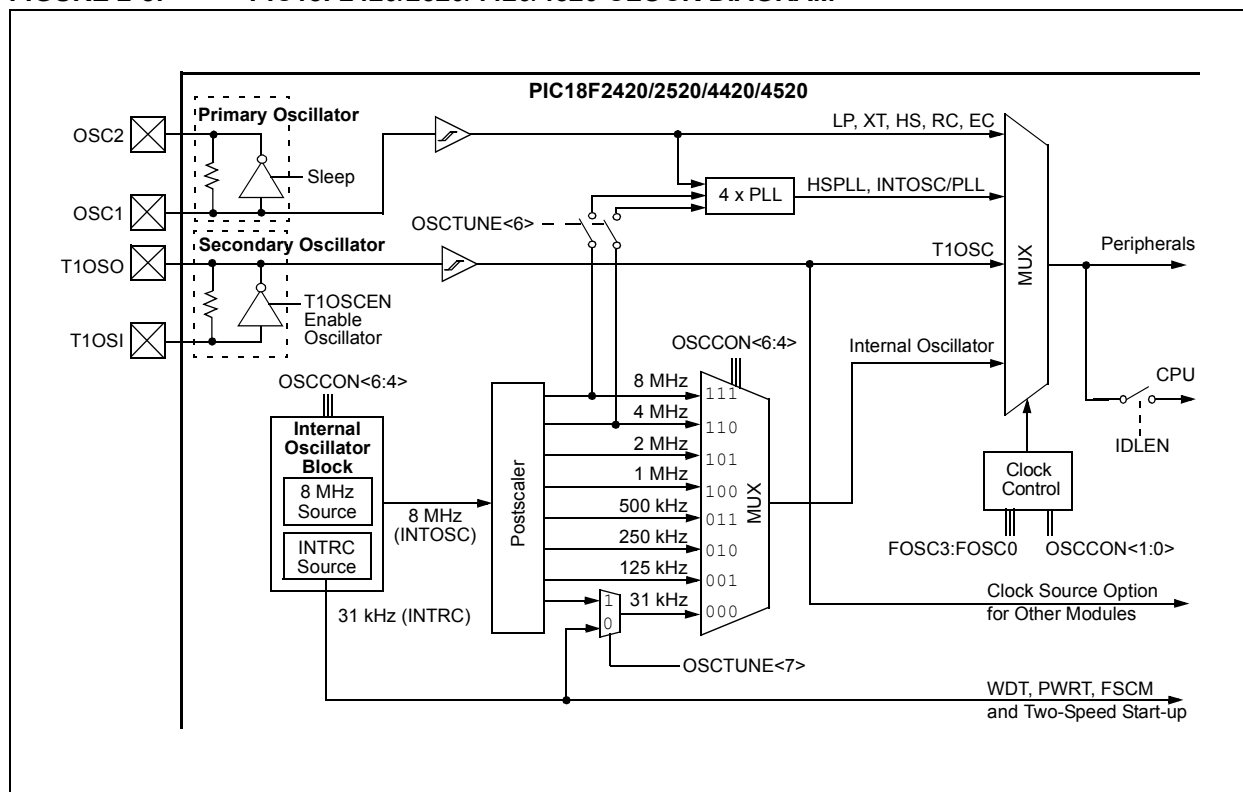 PIC18F2420/2520/4420/4520
Primary Oscillator
LP, XT, HS, RC, EC
OSC2
Sleep
4 x PLL
HSPLL, INTOSC/PLL
OSC1
OSCTUNE<6>
Secondary Oscillator
T1OSO
T1OSC
MUX
Peripherals
T1OSCEN
Enable
Oscillator
T1OSI
OSCCON<6:4>
Internal Oscillator
OSCCON<6:4>
CPU
IDLEN
Internal
Oscillator
Block
8 MHz
Source
INTRC
Source
8 MHz
(INTOSC)
31 kHz (INTRC)
Postscaler
8 MHz
111
4 MHz
110
2 MHz
101
1 MHz
100
500 kHz
011
250 kHz
010
125 kHz
001
1
0
31 kHz
000
MUX
Clock
Control
FOSC3:FOSC0
OSCCON<1:0>
Clock Source Option
for Other Modules
OSCTUNE<7>
WDT, PWRT, FSCM
and Two-Speed Start-up